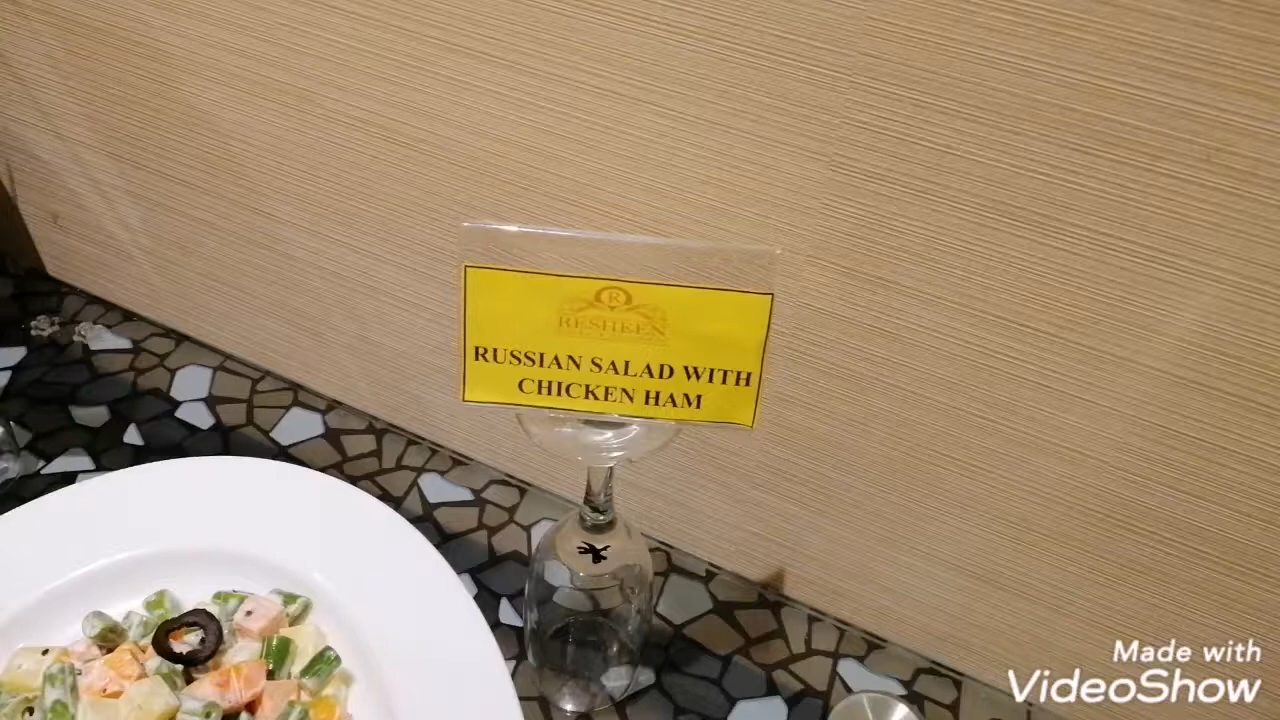 R
RESHEEN
RUSSIAN SALAD WITH
CHICKEN HAM
Made with
VideoShow